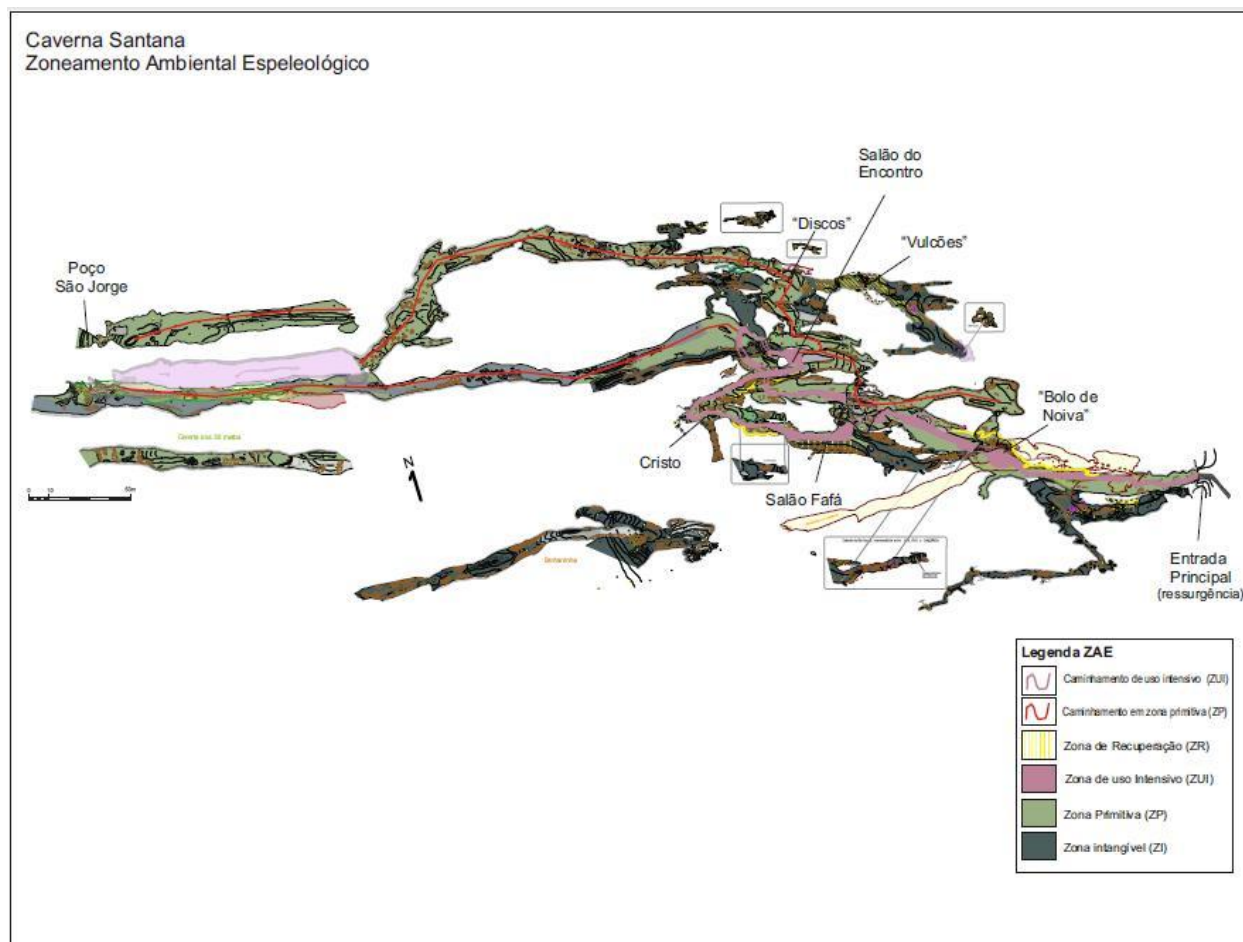 Caverna Santana
Zoneamento Ambiental Espeleológico
Salão do
Encontro
"Discos"
"Vulcões"
Poço
São Jorge
"Bolo de
Noiva"
N
Cristo
Salão Fafá
Entrada
Principal
(ressurgência)
Legenda ZAE
Caminhamento de uso intensivo (ZUI)
Caminhamento em zona primitiva (ZP)
Zona de Recuperação (ZR)
Zona de uso Intensivo (ZUI)
Zona Primitiva (ZP)
Zona intangível (ZI)